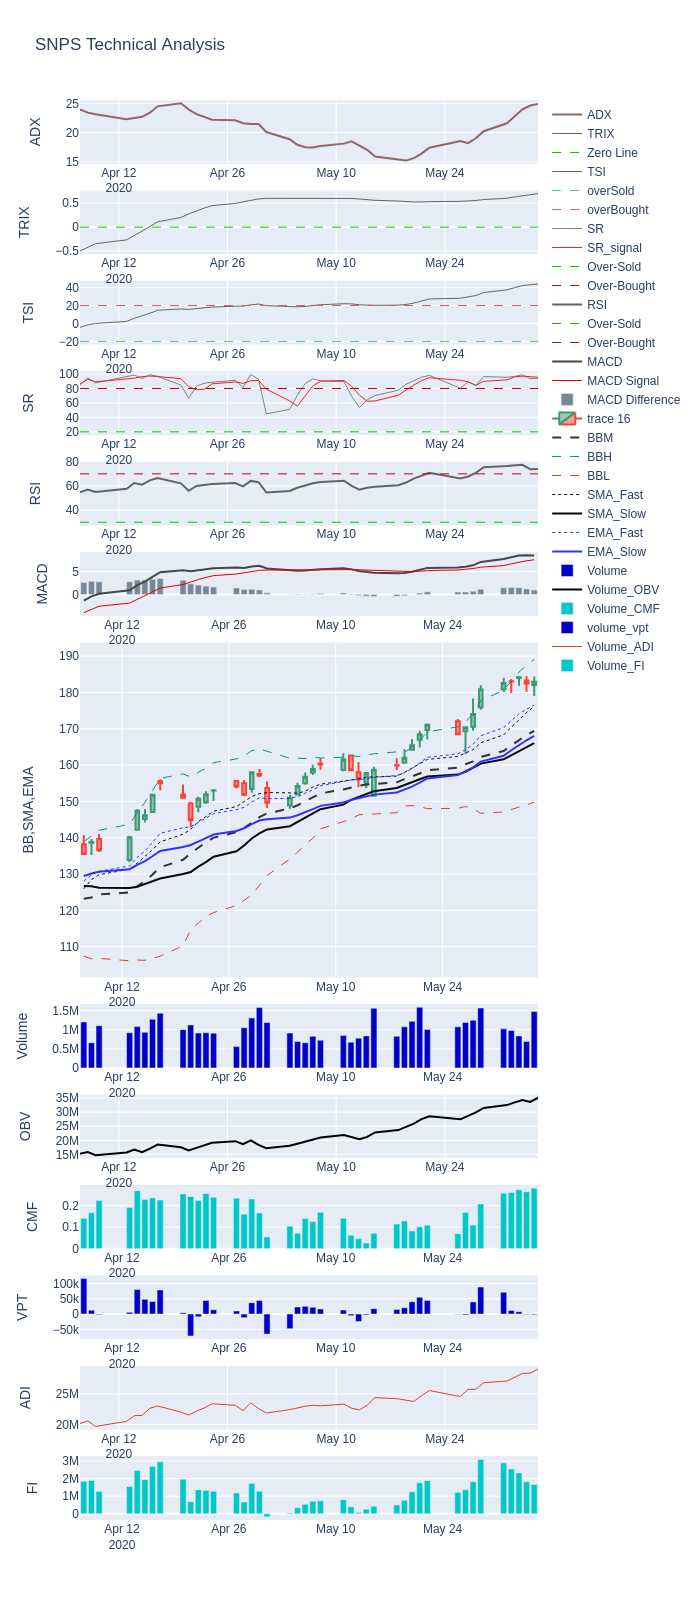 SNPS Technical Analysis
ADX
25
20
15
Apr 12
2020
Apr 26
May 10
May 24
TRIX
0.5
0
−0.5
Apr 12
2020
Apr 26
May 10
May 24
TSI
40
20
0
−20
Apr 12
2020
Apr 26
May 10
May 24
SR
100
80
60
40
20
Apr 12
2020
Apr 26
May 10
May 24
RSI
80
60
40
Apr 12
2020
Apr 26
May 10
May 24
MACD
5
0
Apr 12
2020
Apr 26
May 10
May 24
BB,SMA,EMA
190
180
170
160
150
140
130
120
110
Apr 12
2020
Apr 26
May 10
May 24
Volume
1.5M
1M
0.5M
0
Apr 12
2020
Apr 26
May 10
May 24
OBV
35M
30M
25M
20M
15M
Apr 12
2020
Apr 26
May 10
May 24
CMF
0.2
0.1
0
Apr 12
2020
Apr 26
May 10
May 24
VPT
100k
50k
0
−50k
Apr 12
2020
Apr 26
May 10
May 24
ADI
25M
20M
Apr 12
2020
Apr 26
May 10
May 24
FI
3M
2M
1M
0
Apr 12
2020
Apr 26
May 10
May 24
ADX
TRIX
Zero Line
TSI
overSold
overBought
SR
SR_signal
Over-Sold
Over-Bought
RSI
Over-Sold
Over-Bought
MACD
MACD Signal
MACD Difference
trace 16
BBM
BBH
BBL
SMA_Fast
SMA_Slow
EMA_Fast
EMA_Slow
Volume
Volume_OBV
Volume_CMF
volume_vpt
Volume_ADI
Volume_FI